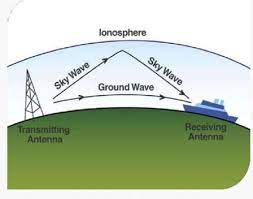 Ionosphere
Sky Wave
Sky Wave
Ground Wave
Transmitting
Antenna
Receiving
Antenna